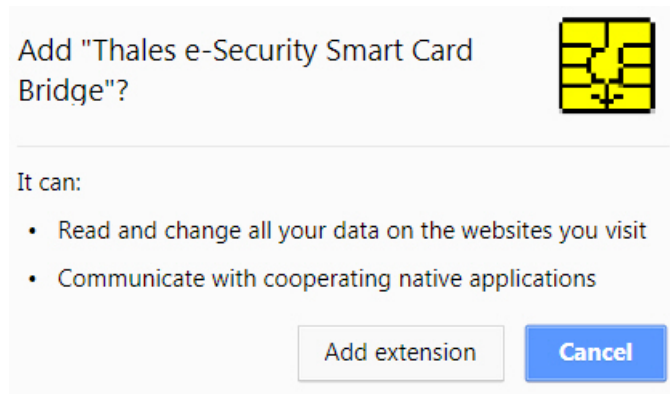 Add "Thales e-Security Smart Card
Bridge"?
It can:
• Read and change all your data on the websites you visit
• Communicate with cooperating native applications
Add extension
Cancel